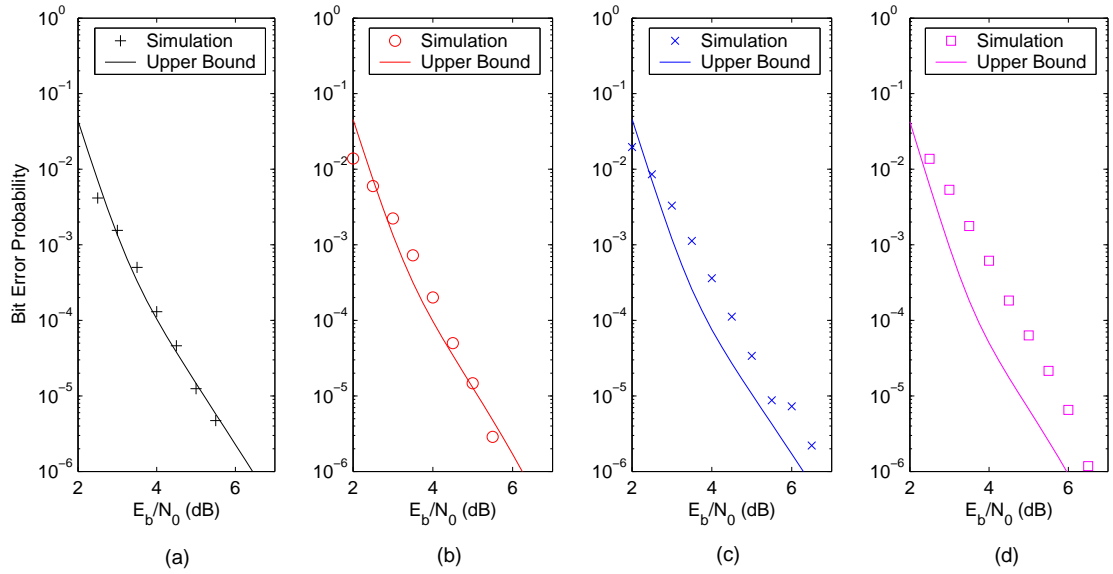 Bit Error Probability
10^0
10^-1
10^-2
10^-3
10^-4
10^-5
10^-6
Simulation
Upper Bound
2 4 6
E_b/N_0 (dB)
(a)
10^0
10^-1
10^-2
10^-3
10^-4
10^-5
10^-6
Simulation
Upper Bound
2 4 6
E_b/N_0 (dB)
(b)
10^0
10^-1
10^-2
10^-3
10^-4
10^-5
10^-6
Simulation
Upper Bound
2 4 6
E_b/N_0 (dB)
(c)
10^0
10^-1
10^-2
10^-3
10^-4
10^-5
10^-6
Simulation
Upper Bound
2 4 6
E_b/N_0 (dB)
(d)